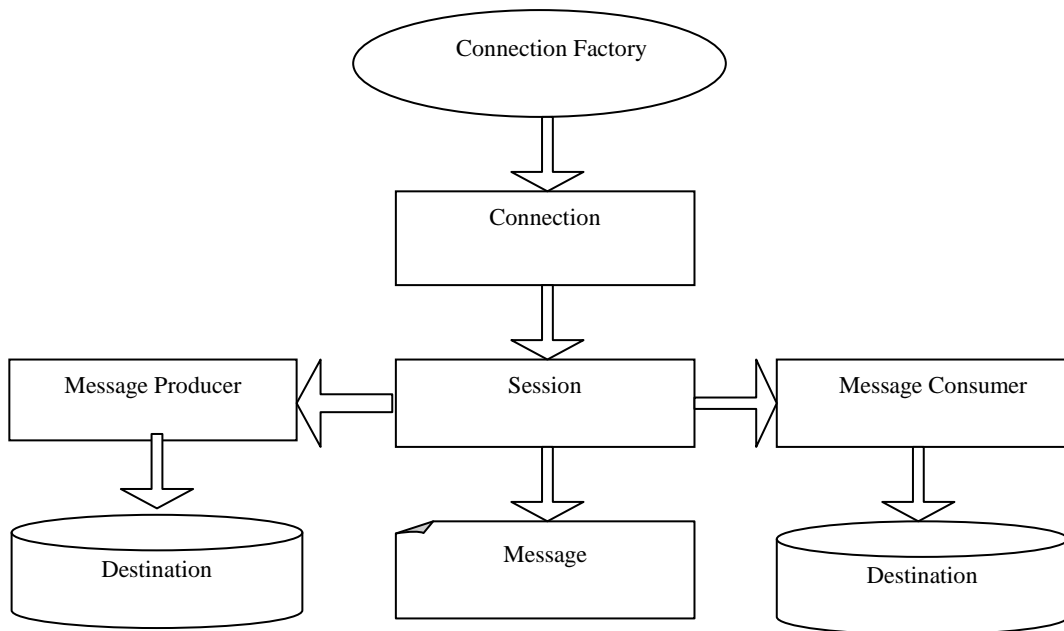 Connection Factory
Connection
Message Producer
Session
Message Consumer
Destination
Message
Destination